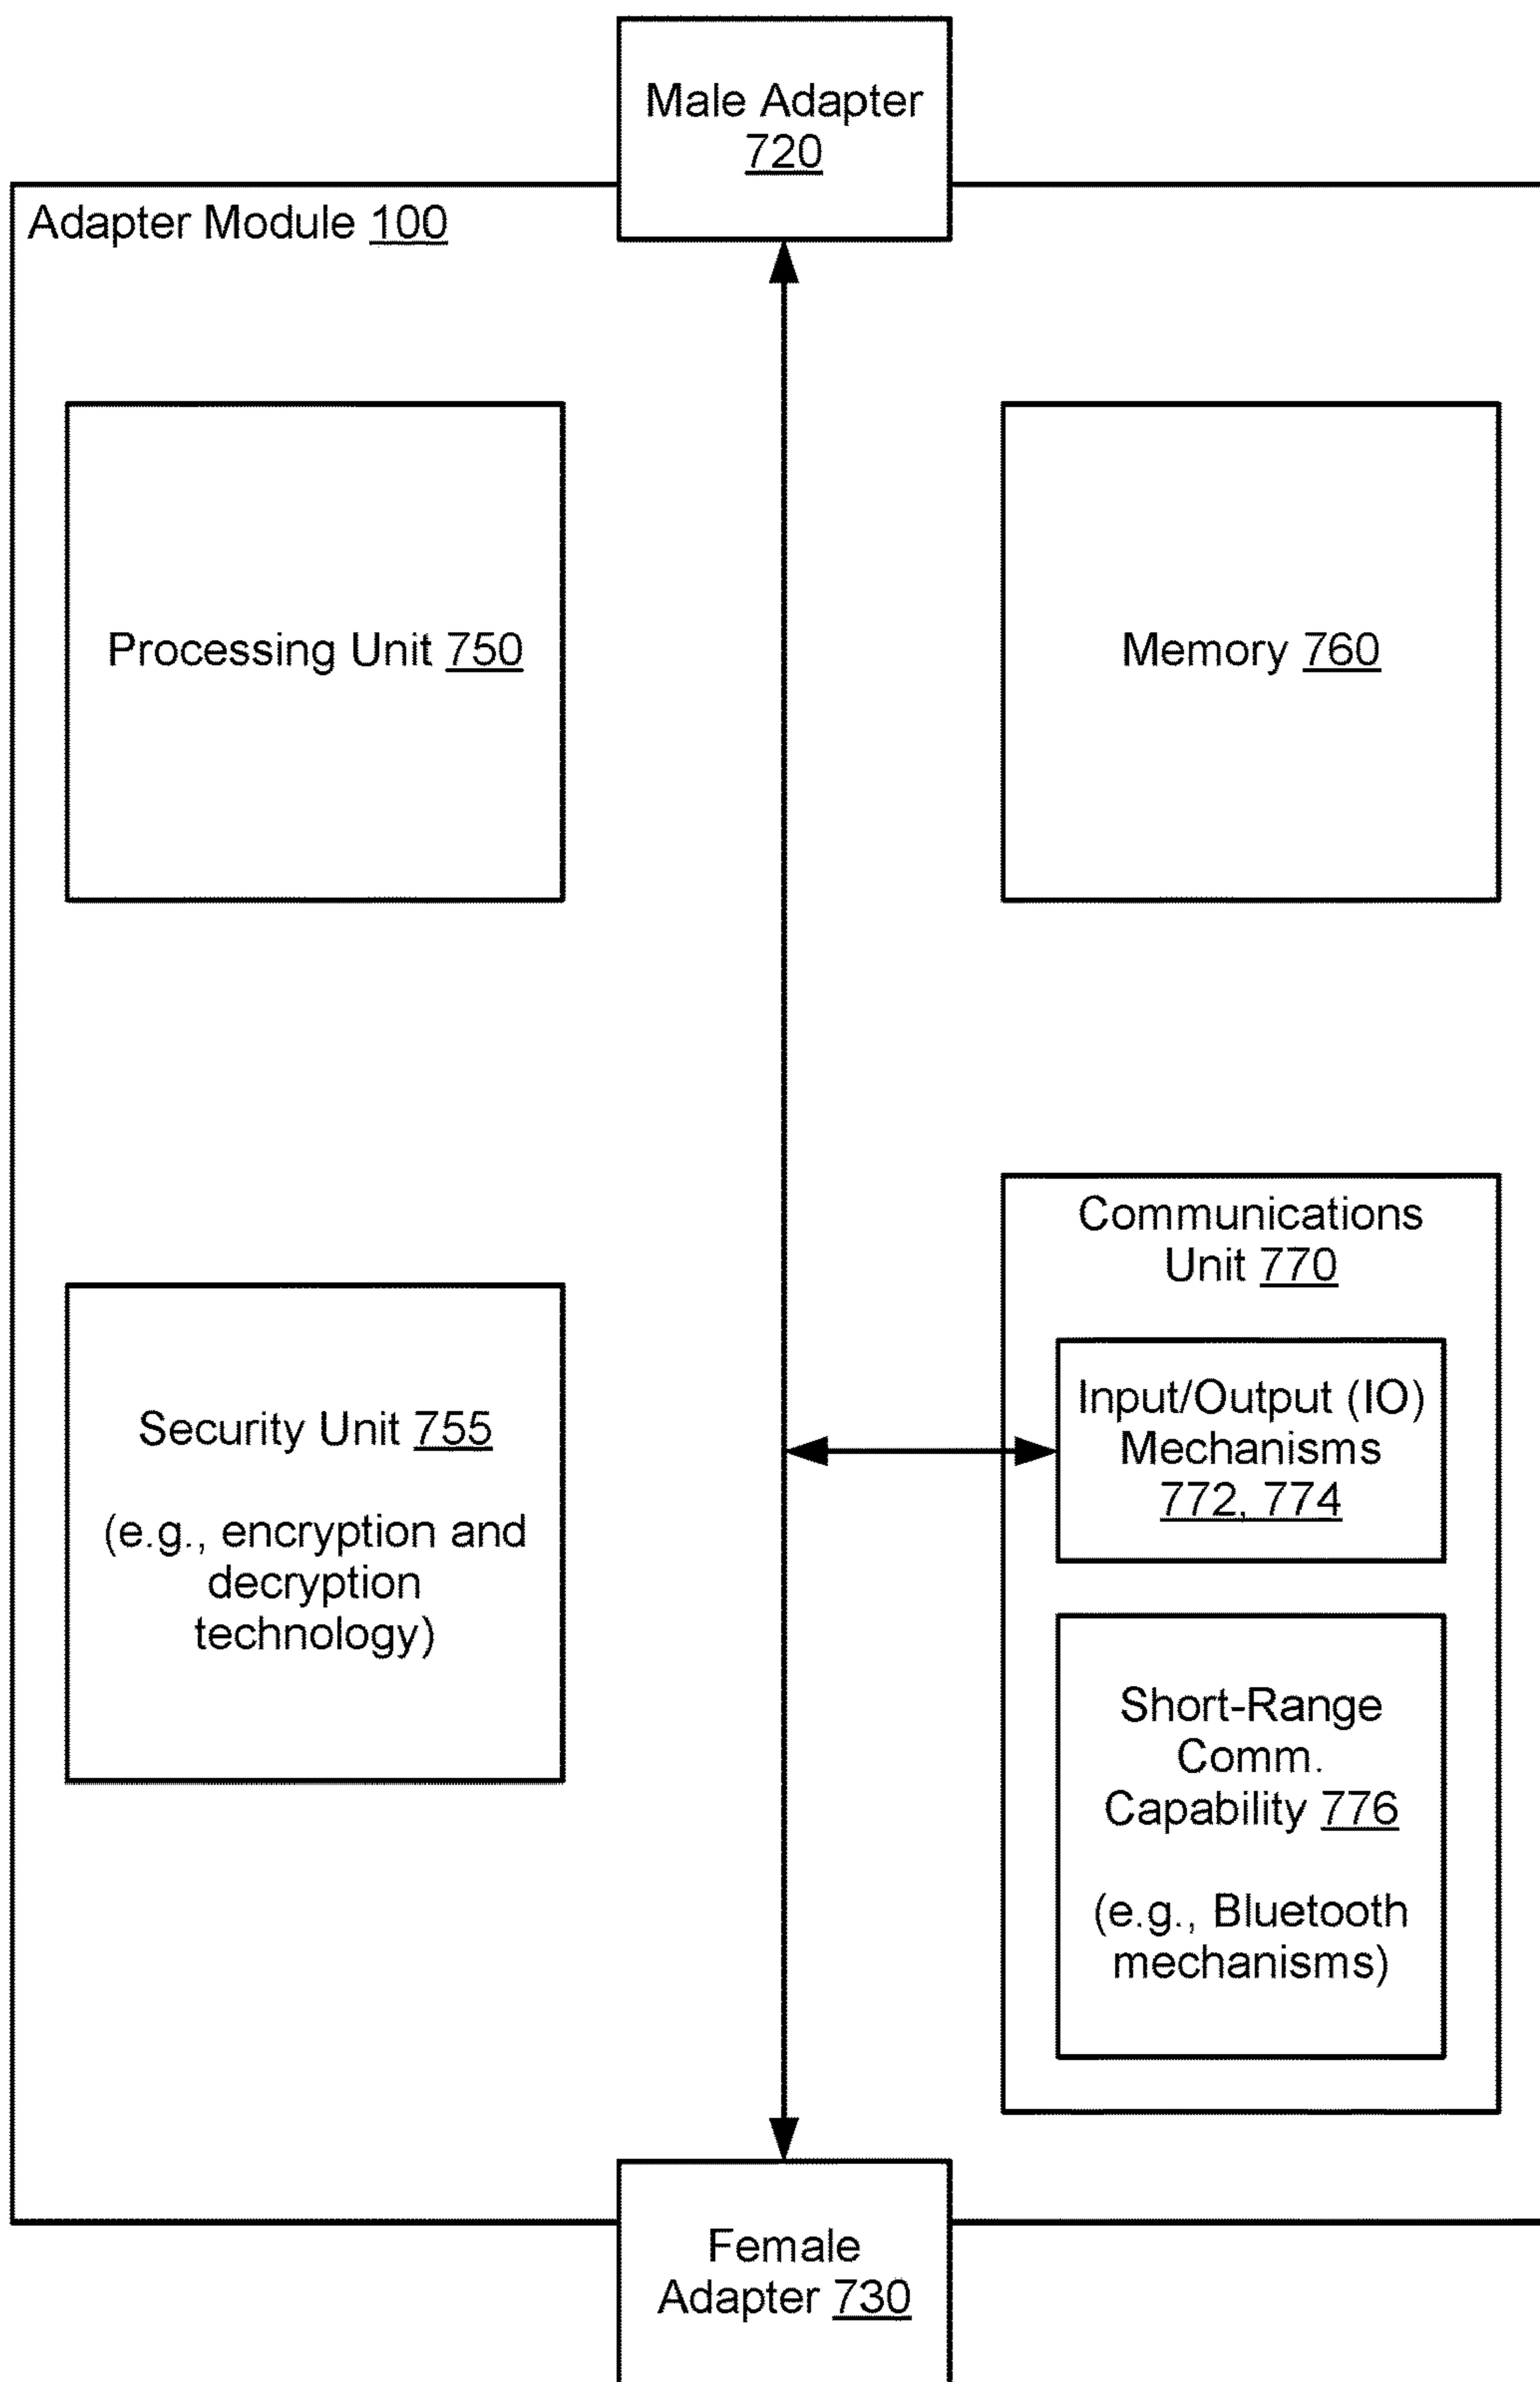 Male Adapter
720
Adapter Module 100
Processing Unit 750
Memory 760
Communications
Unit 770
Input/Output (IO)
Mechanisms
772, 774
Security Unit 755
(e.g., encryption and
decryption
technology)
Short-Range
Comm.
Capability 776
(e.g., Bluetooth
mechanisms)
Female
Adapter 730